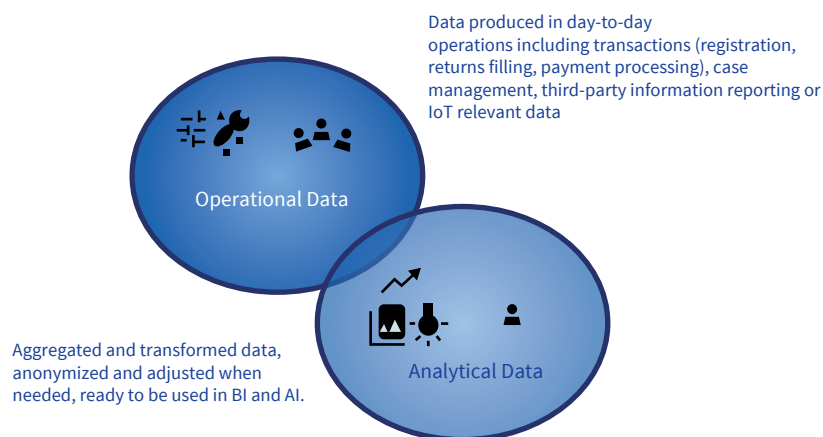 Data produced in day-to-day
operations including transactions (registration,
returns filling, payment processing), case
management, third-party information reporting or
IoT relevant data
Operational Data
Aggregated and transformed data,
anonymized and adjusted when
needed, ready to be used in BI and AI.
Analytical Data